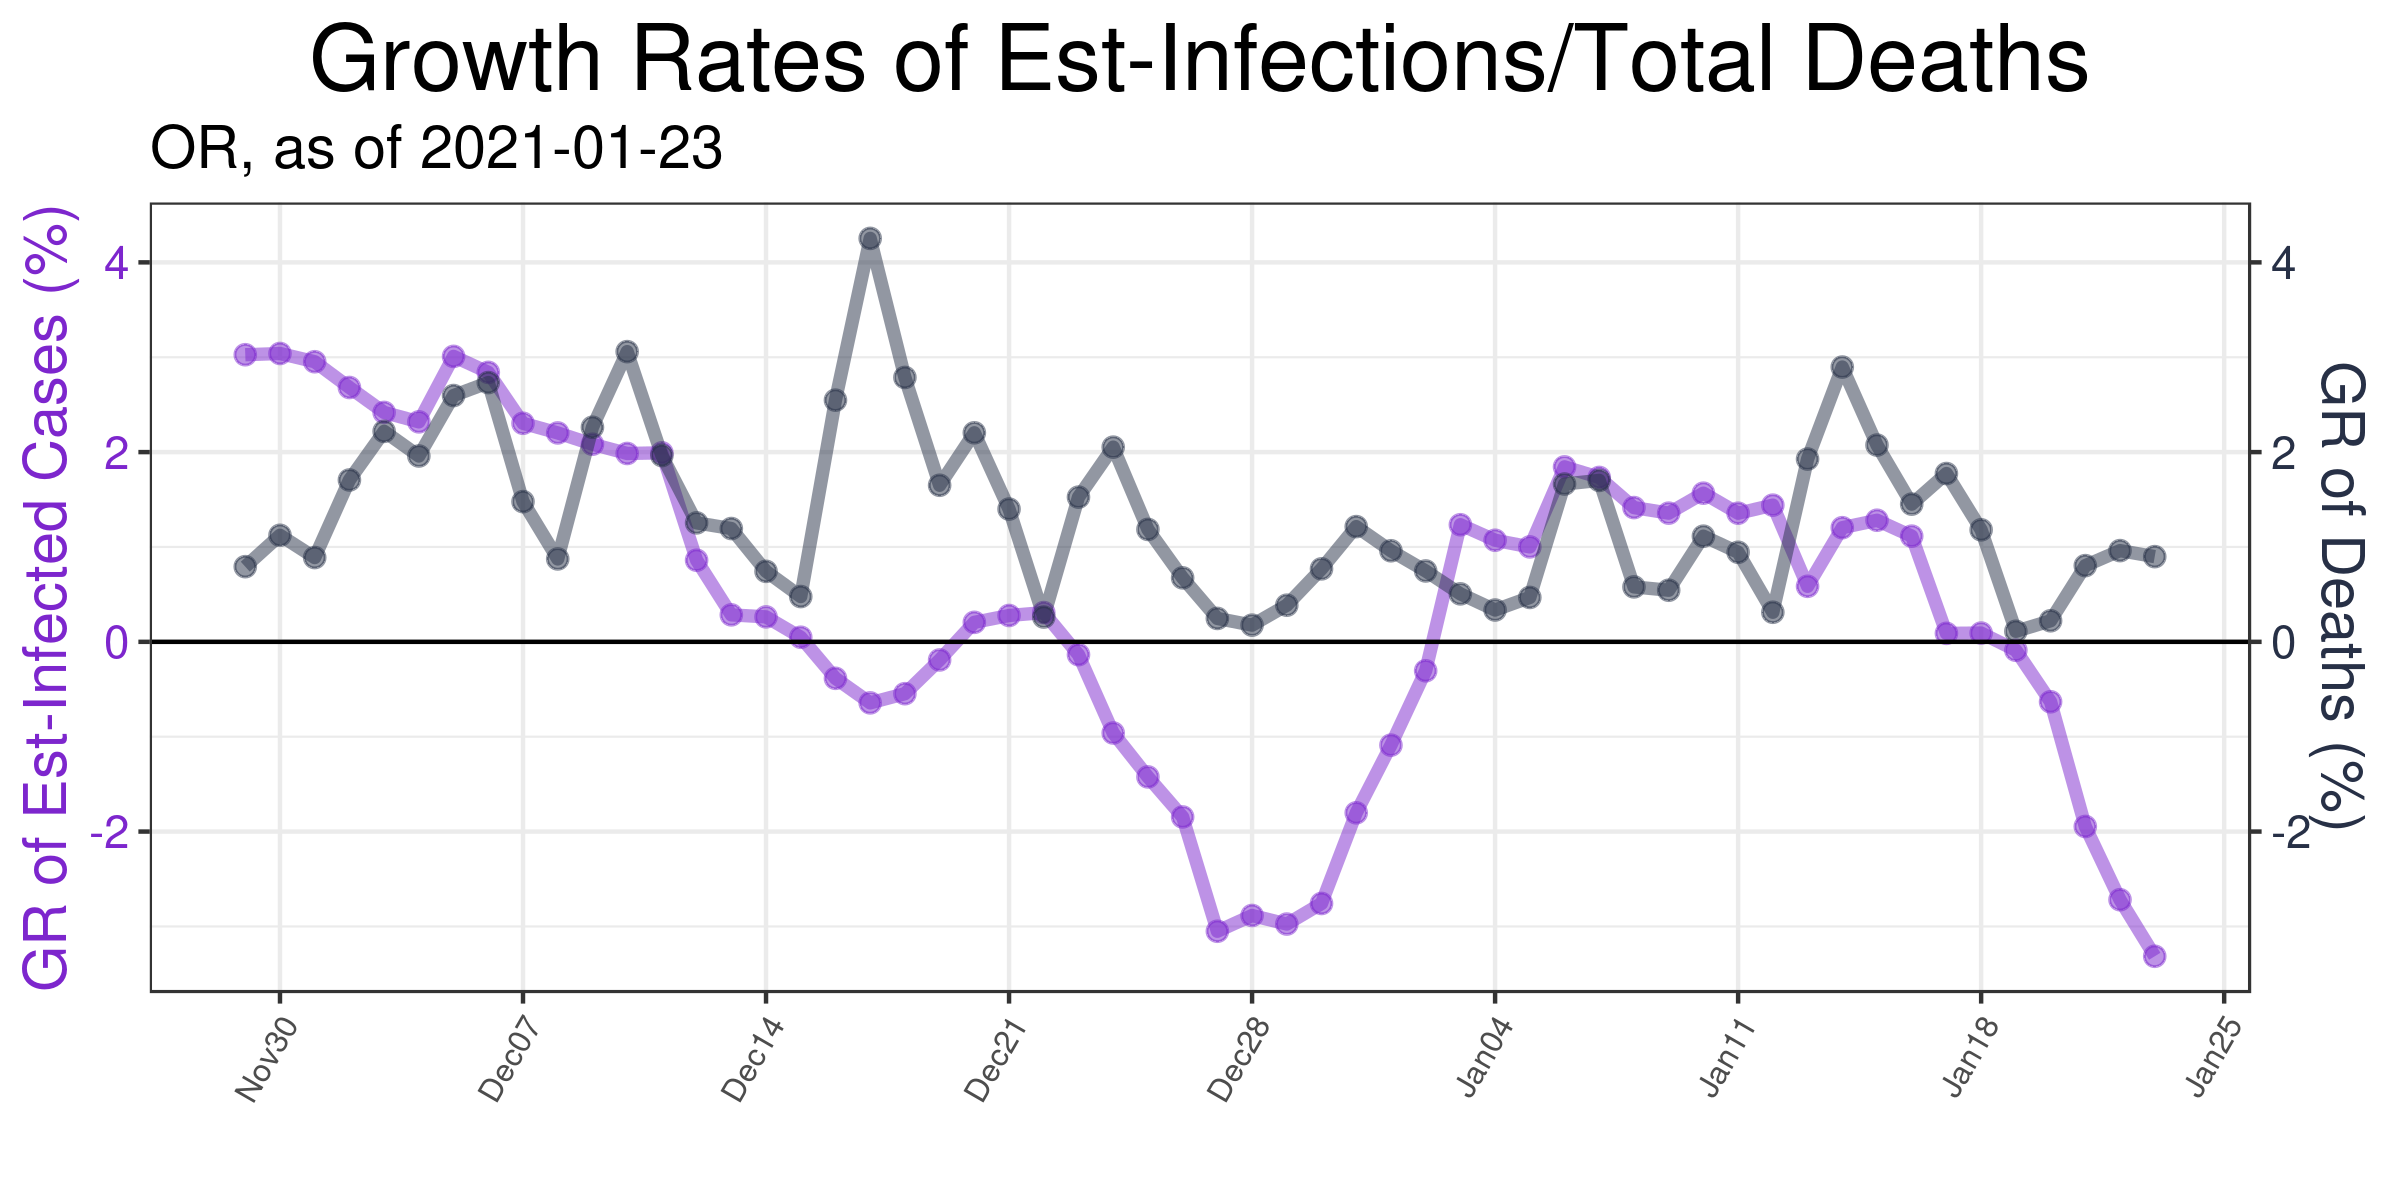 Growth Rates of Est-Infections/Total Deaths
OR, as of 2021-01-23
GR of Est-Infected Cases (%)
4
2
0
-2
4
2
0
-2
GR of Deaths (%)
Nov30
Dec07
Dec14
Dec21
Dec28
Jan04
Jan11
Jan18
Jan25